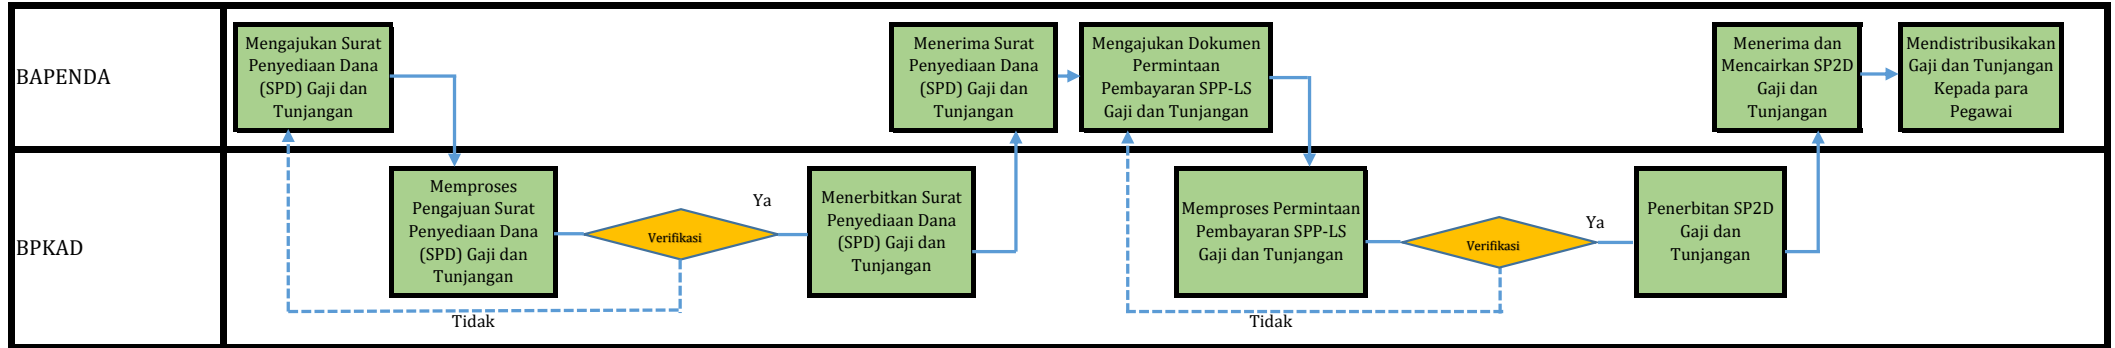 BAPENDA
Mengajukan Surat
Penyediaan Dana
(SPD) Gaji dan
Tunjangan
Menerima Surat
Penyediaan Dana
(SPD) Gaji dan
Tunjangan
Mengajukan Dokumen
Permintaan
Pembayaran SPP-LS
Gaji dan Tunjangan
Menerima dan
Mencairkan SP2D
Gaji dan
Tunjangan
Mendistribusikakan
Gaji dan Tunjangan
Kepada para
Pegawai
BPKAD
Memproses
Pengajuan Surat
Penyediaan Dana
(SPD) Gaji dan
Tunjangan
Verifikasi
Ya
Tidak
Menerbitkan Surat
Penyediaan Dana
(SPD) Gaji dan
Tunjangan
Memproses Permintaan
Pembayaran SPP-LS
Gaji dan Tunjangan
Verifikasi
Ya
Tidak
Penerbitan SP2D
Gaji dan
Tunjangan